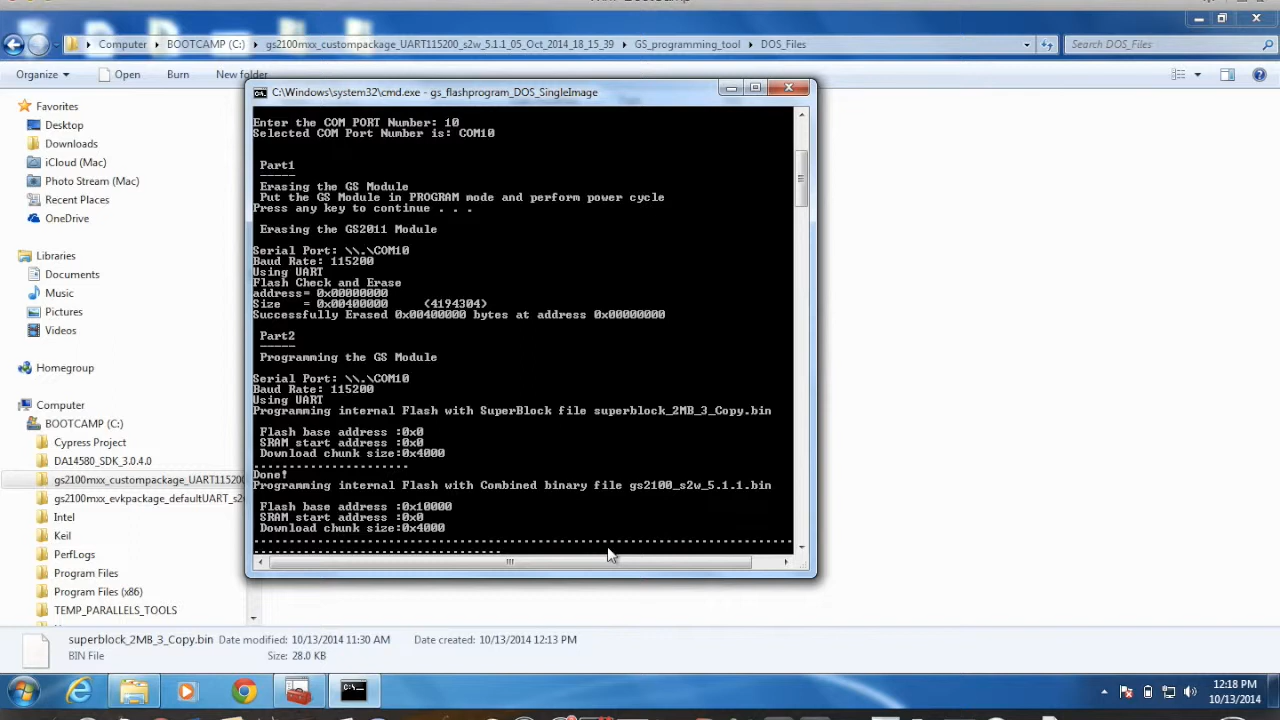 Computer BOOTCAMP (C:) gs2100mxx_custompackage_UART115200_s2w_5.1.1_05_Oct_2014_18_15_39 GS_programming_tool DOS_Files
Search DOS_Files
Organize Open Burn New folder
Favorites
Desktop
Downloads
iCloud (Mac)
Photo Stream (Mac)
Recent Places
OneDrive
Libraries
Documents
Music
Pictures
Videos
Homegroup
Computer
BOOTCAMP (C:)
Cypress Project
DA14580_SDK_3.0.4.0
gs2100mxx_custompackage_UART115200
gs2100mxx_evkpackage_defaultUART_s2
Intel
Keil
PerfLogs
Program Files
Program Files (x86)
TEMP_PARALLELS_TOOLS
C:\Windows\system32\cmd.exe - gs_flashprogram_DOS_SingleImage
Enter the COM PORT Number: 10
Selected COM Port Number is: COM10
Part1
-----
Erasing the GS Module
Put the GS Module in PROGRAM mode and perform power cycle
Press any key to continue . . .
Erasing the GS2011 Module
Serial Port: \\.\COM10
Baud Rate: 115200
Using UART
Flash Check and Erase
address= 0x00000000
Size = 0x00400000 (4194304)
Successfully Erased 0x00400000 bytes at address 0x00000000
Part2
-----
Programming the GS Module
Serial Port: \\.\COM10
Baud Rate: 115200
Using UART
Programming internal Flash with SuperBlock file superblock_2MB_3_Copy.bin
Flash base address :0x0
SRAM start address :0x0
Download chunk size:0x4000
......................
Done!
Programming internal Flash with Combined binary file gs2100_s2w_5.1.1.bin
Flash base address :0x10000
SRAM start address :0x0
Download chunk size:0x4000
superblock_2MB_3_Copy.bin Date modified: 10/13/2014 11:30 AM Date created: 10/13/2014 12:13 PM
BIN File Size: 28.0 KB
12:18 PM
10/13/2014